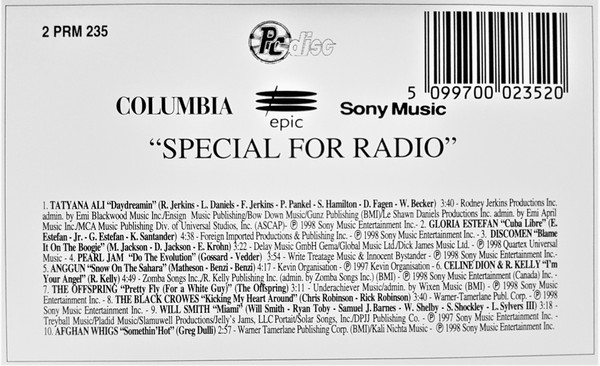 2 PRM 235
PTC disc
COLUMBIA
epic
Sony Music
5 099700 023520
“SPECIAL FOR RADIO”
1. TATYANA ALI “Daydreamin” (R. Jerkins - L. Daniels - F. Jerkins - P. Pankel - S. Hamilton - D. Fagen - W. Becker) 3:40 - Rodney Jerkins Productions Inc.
admin. by Emi Blackwood Music Inc/Ensign Music Publishing/Bow Down Music/Gunz Publishing (BMI)/Le Shawn Daniels Productions Inc. admin. by Emi April
Music Inc/MCA Music Publishing Div. of Universal Studios, Inc. (ASCAP)- ℗ 1998 Sony Music Entertainment Inc. - 2. GLORIA ESTEFAN “Cuba Libre” (E.
Estefan - Jr. - G. Estefan - K. Santander) 4:38 - Foreign Imported Productions & Publishing Inc. - ℗ 1998 Sony Music Entertainment Inc. - 3. DISCOMEN “Blame
It On The Boogie” (M. Jackson - D. Jackson - E. Krohn) 3:22 - Delay Music GmbH Gema/Global Music Ltd/Dick James Music Ltd. - ℗ 1998 Quartex Universal
Music - 4. PEARL JAM “Do The Evolution” (Gossard - Vedder) 3:54 - Write Treatage Music & Innocent Bystander - ℗ 1998 Sony Music Entertainment Inc. -
5. ANGGUN “Snow On The Sahara” (Matheson - Benzi - Benzi) 4:17 - Kevin Organisation - ℗ 1997 Kevin Organisation - 6. CELINE DION & R. KELLY “I'm
Your Angel” (R. Kelly) 4:49 - Zomba Songs Inc./R. Kelly Publishing Inc. (admin. by Zomba Songs Inc.) (BMI) - ℗ 1998 Sony Music Entertainment (Canada) Inc. -
7. THE OFFSPRING “Pretty Fly (For a White Guy)” (The Offspring) 3:11 - Underachiever Music/admin. by Wixen Music (BMI) - ℗ 1998 Sony Music
Entertainment Inc. - 8. THE BLACK CROWES “Kicking My Heart Around” (Chris Robinson - Rick Robinson) 3:40 - Warner-Tamerlane Publ. Corp. - ℗ 1998
Sony Music Entertainment Inc. - 9. WILL SMITH “Miami” (Will Smith - Ryan Toby - Samuel J. Barnes - W. Shelby - S. Shockley - L. Sylvers III) 3:18 -
Treyball Music/Pladid Music/Slamuwell Productions/Jelly's Jams, LLC Portait/Solar Songs, Inc/DPJJ Publishing Co. - ℗ 1997 Sony Music Entertainment Inc. -
10. AFGHAN WHIGS “Somethin'Hot” (Greg Dulli) 2:57 - Warner Tamerlane Publishing Corp. (BMI)/Kali Nichta Music - ℗ 1998 Sony Music Entertainment Inc.